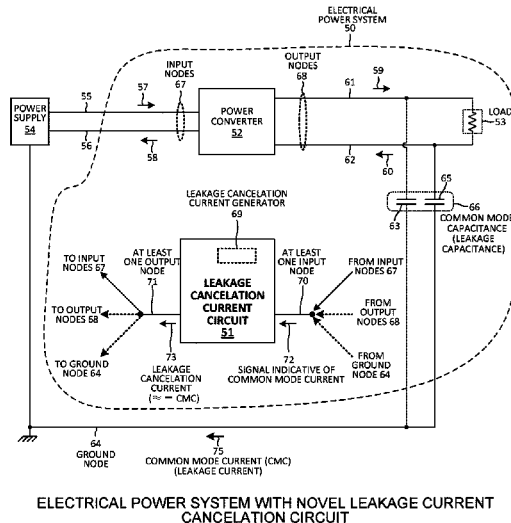 ELECTRICAL
POWER SYSTEM
50
INPUT
NODES
67
OUTPUT
NODES
68
55
57
59
61
POWER
SUPPLY
54
POWER
CONVERTER
52
LOAD
53
56
58
62
60
65
66
63
COMMON MODE
CAPACITANCE
(LEAKAGE
CAPACITANCE)
LEAKAGE CANCELATION
CURRENT GENERATOR
69
TO INPUT
NODES 67
AT LEAST
ONE OUTPUT
NODE
71
AT LEAST
ONE INPUT
NODE
70
FROM INPUT
NODES 67
LEAKAGE
CANCELATION
CURRENT
CIRCUIT
51
TO OUTPUT
NODES 68
FROM
OUTPUT
NODES 68
TO GROUND
NODE 64
73
LEAKAGE
CANCELATION
CURRENT
(≈ − CMC)
72
SIGNAL INDICATIVE OF
COMMON MODE CURRENT
FROM
GROUND
NODE 64
64
GROUND
NODE
75
COMMON MODE CURRENT (CMC)
(LEAKAGE CURRENT)
ELECTRICAL POWER SYSTEM WITH NOVEL LEAKAGE CURRENT
CANCELATION CIRCUIT